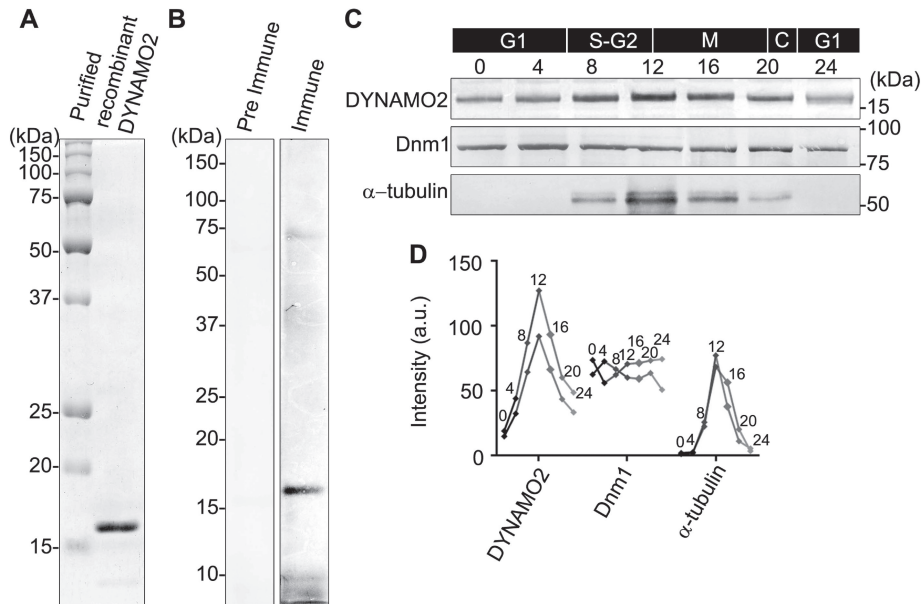 A
Purified
recombinant
DYNAMO2
(kDa)
150-
100-
75-
50-
37-
25-
20-
15-
B
Pre Immune
Immune
(kDa)
150-
100-
75-
50-
37-
25-
20-
15-
10-
C
G1 S-G2 M C G1
0 4 8 12 16 20 24
(kDa)
DYNAMO2
-15
Dnm1
-100
-75
α−tubulin
-50
D
Intensity (a.u.)
150
100
50
0
0 4 8 12 16 20 24
0 4 8 12 16 20 24
0 4 8 12 16 20 24
DYNAMO2
Dnm1
α-tubulin